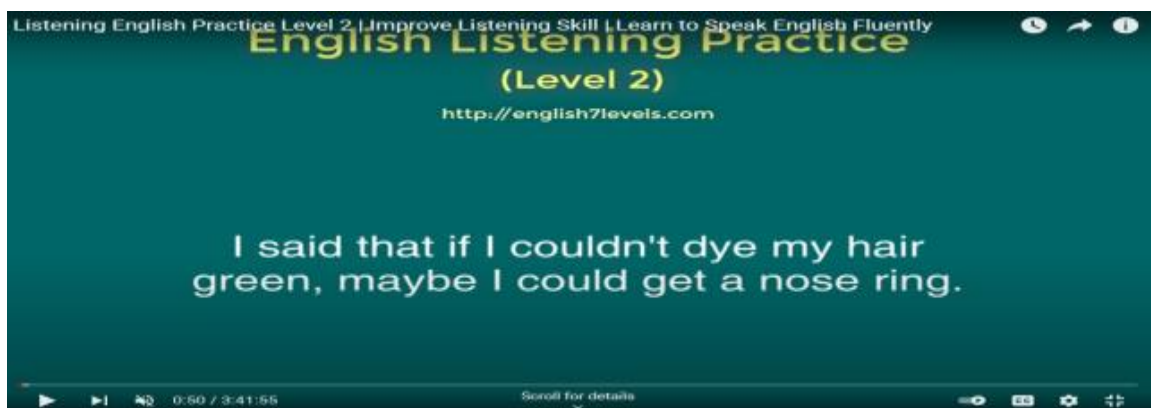 Listening English Practice Level 2 | Improve Listening Skill | Learn to Speak English Fluently
English Listening Practice
(Level 2)
http://english7levels.com
I said that if I couldn't dye my hair
green, maybe I could get a nose ring.
0:50 / 3:41:55
Scroll for details
CC